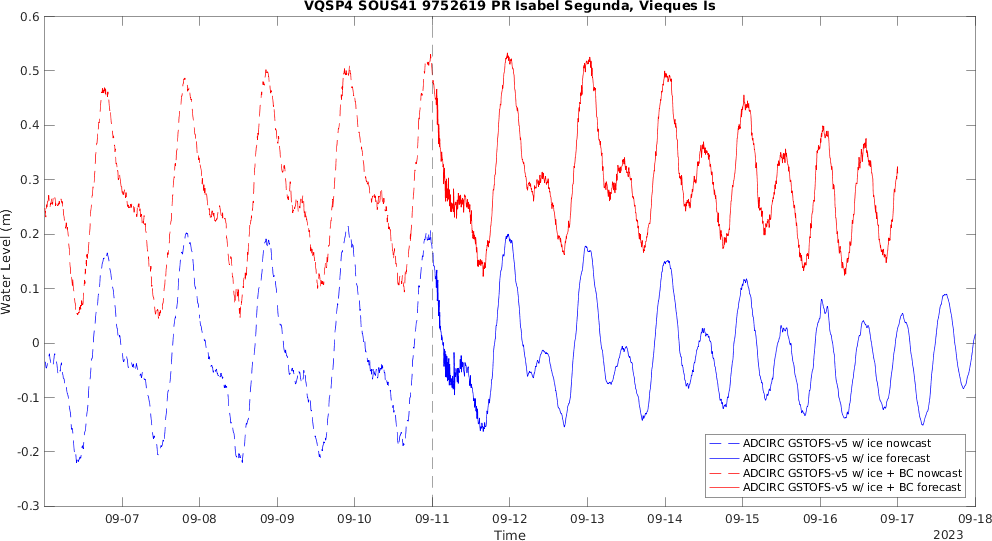 VQSP4 SOUS41 9752619 PR Isabel Segunda, Vieques Is
0.6
0.5
0.4
0.3
0.2
0.1
0
-0.1
-0.2
-0.3
Water Level (m)
ADCIRC GSTOFS-v5 w/ ice nowcast
ADCIRC GSTOFS-v5 w/ ice forecast
ADCIRC GSTOFS-v5 w/ ice + BC nowcast
ADCIRC GSTOFS-v5 w/ ice + BC forecast
09-07 09-08 09-09 09-10 09-11 09-12 09-13 09-14 09-15 09-16 09-17 09-18
Time
2023